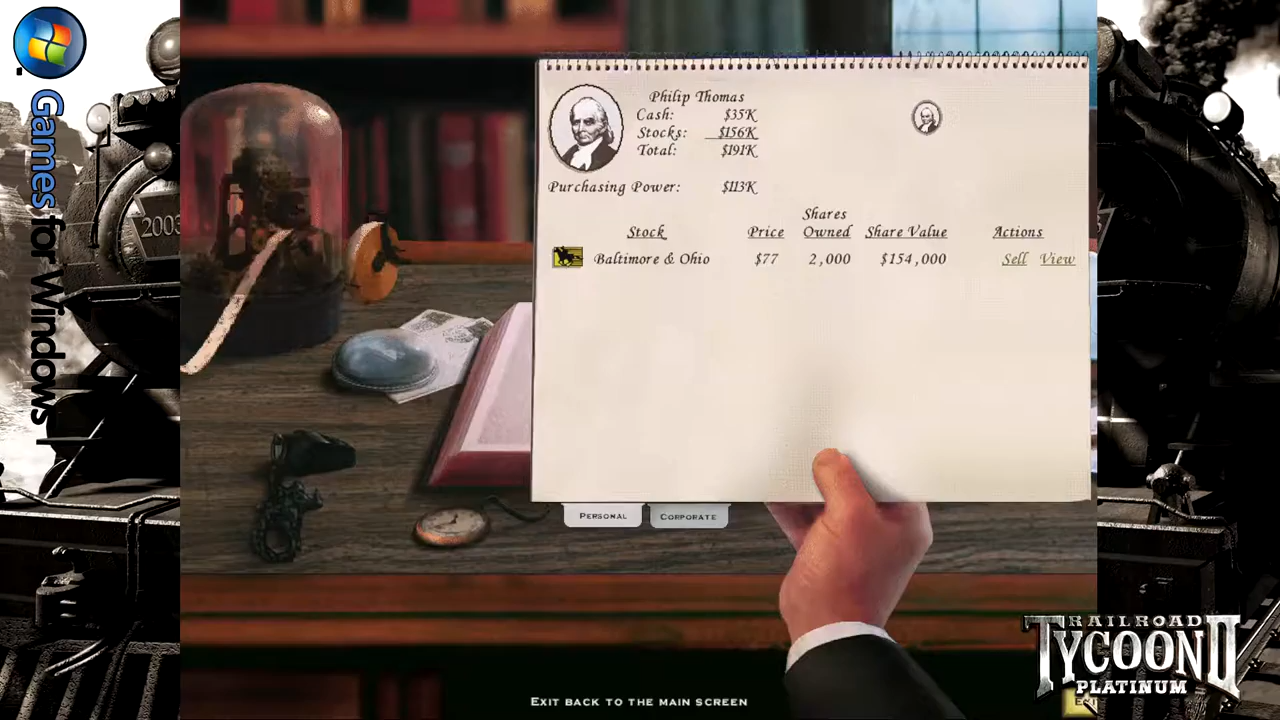 Games for Windows
2003
Philip Thomas
Cash: $35K
Stocks: $156K
Total: $191K
Purchasing Power: $113K
Stock Price Shares Owned Share Value Actions
Baltimore & Ohio $77 2,000 $154,000 Sell View
PERSONAL CORPORATE
RAILROAD
TYCOON II
PLATINUM
EXIT BACK TO THE MAIN SCREEN